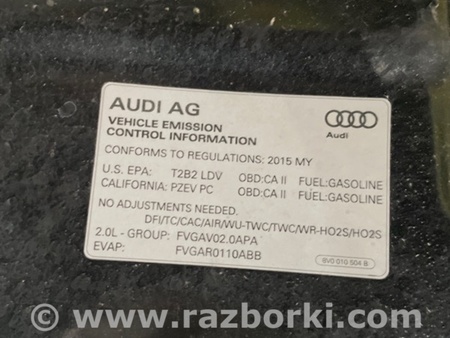 AUDI AG
Audi
VEHICLE EMISSION
CONTROL INFORMATION
CONFORMS TO REGULATIONS: 2015 MY
U.S. EPA: T2B2 LDV OBD:CA II FUEL:GASOLINE
CALIFORNIA: PZEV PC OBD:CA II FUEL:GASOLINE
NO ADJUSTMENTS NEEDED.
DFI/TC/CAC/AIR/WU-TWC/TWC/WR-HO2S/HO2S
2.0L - GROUP: FVGAV02.0APA
EVAP: FVGAR0110ABB
8V0 010 504 B
© www.razborki.com